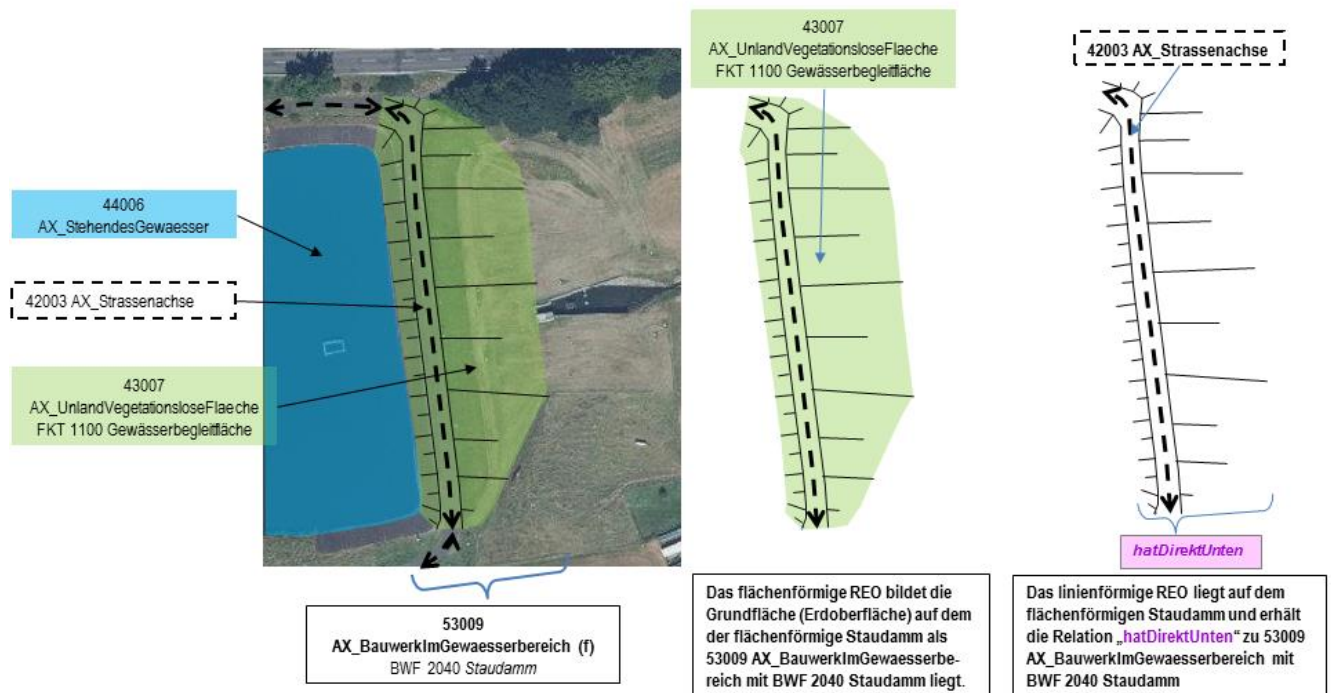 44006
AX_StehendesGewaesser
42003 AX_Strassenachse
43007
AX_UnlandVegetationsloseFlaeche
FKT 1100 Gewässerbegleitfläche
53009
AX_BauwerkImGewaesserbereich (f)
BWF 2040 Staudamm
43007
AX_UnlandVegetationsloseFlaeche
FKT 1100 Gewässerbegleitfläche
Das flächenförmige REO bildet die
Grundfläche (Erdoberfläche) auf dem
der flächenförmige Staudamm als
53009 AX_BauwerkImGewaesserbe-
reich mit BWF 2040 Staudamm liegt.
42003 AX_Strassenachse
hatDirektUnten
Das linienförmige REO liegt auf dem
flächenförmigen Staudamm und erhält
die Relation „hatDirektUnten“ zu 53009
AX_BauwerkImGewaesserbereich mit
BWF 2040 Staudamm